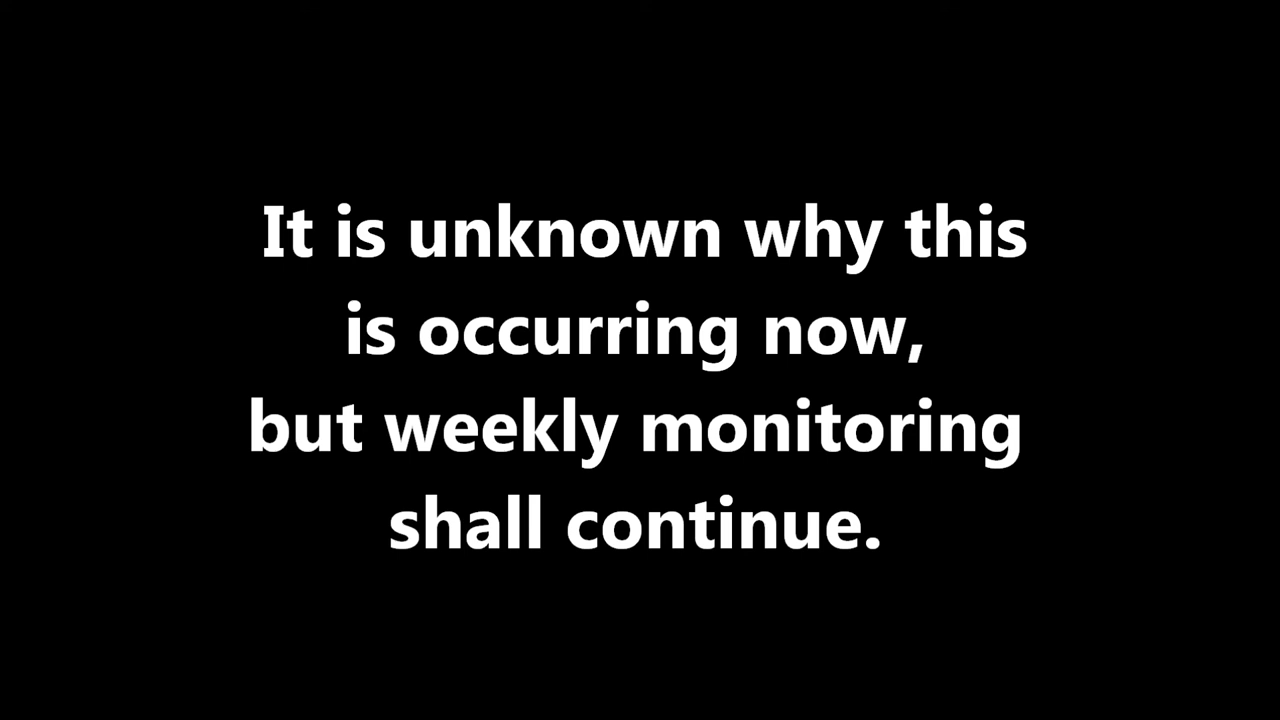 It is unknown why this
is occurring now,
but weekly monitoring
shall continue.